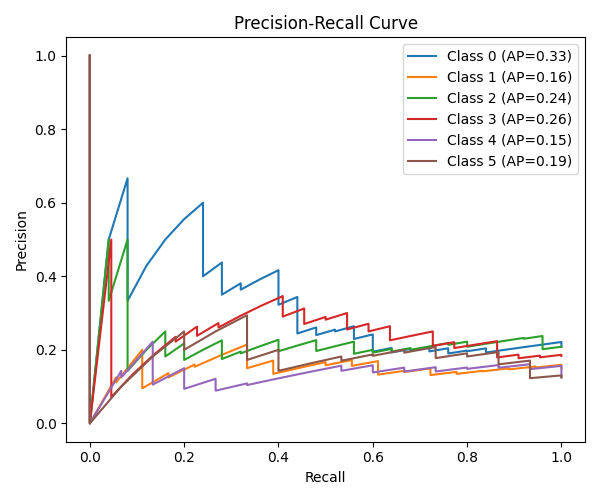 Precision-Recall Curve
Class 0 (AP=0.33)
Class 1 (AP=0.16)
Class 2 (AP=0.24)
Class 3 (AP=0.26)
Class 4 (AP=0.15)
Class 5 (AP=0.19)
Precision
1.0
0.8
0.6
0.4
0.2
0.0
0.0 0.2 0.4 0.6 0.8 1.0
Recall